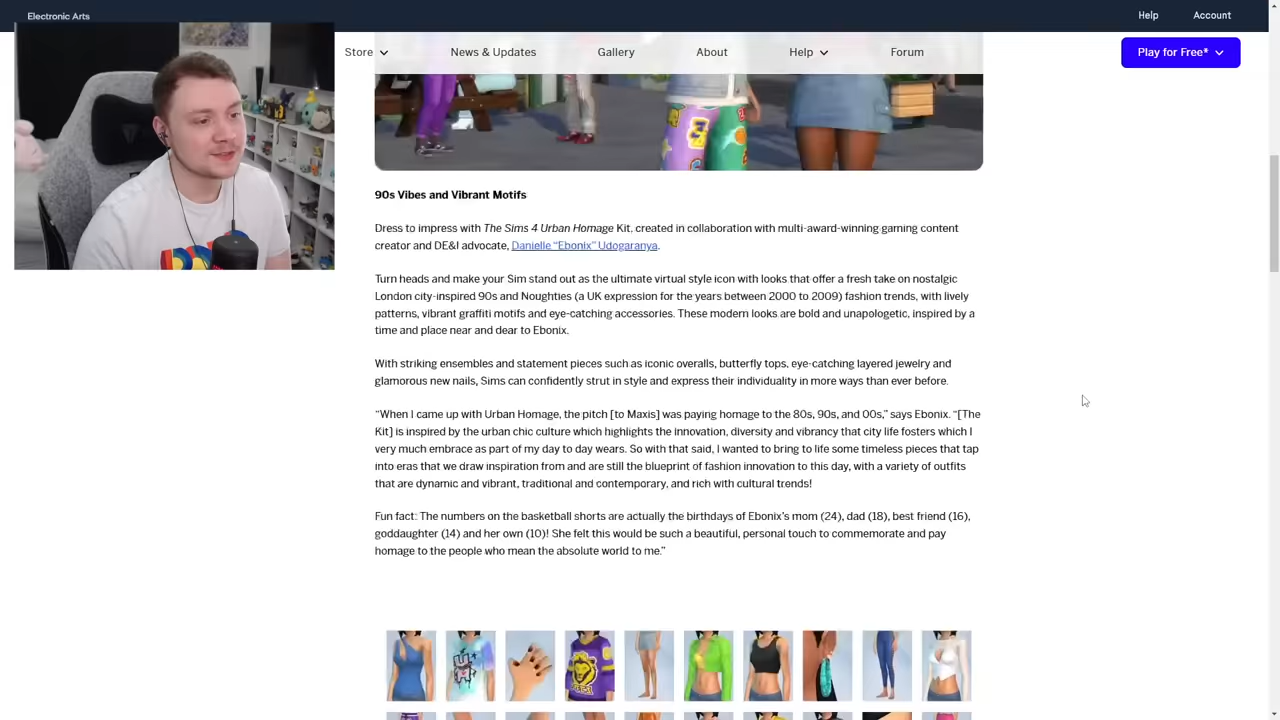 Electronic Arts
Help
Account
Store
News & Updates
Gallery
About
Help
Forum
Play for Free*
90s Vibes and Vibrant Motifs
Dress to impress with The Sims 4 Urban Homage Kit, created in collaboration with multi-award-winning gaming content
creator and DE&I advocate, Danielle “Ebonix” Udogaranya.
Turn heads and make your Sim stand out as the ultimate virtual style icon with looks that offer a fresh take on nostalgic
London city-inspired 90s and Noughties (a UK expression for the years between 2000 to 2009) fashion trends, with lively
patterns, vibrant graffiti motifs and eye-catching accessories. These modern looks are bold and unapologetic, inspired by a
time and place near and dear to Ebonix.
With striking ensembles and statement pieces such as iconic overalls, butterfly tops, eye-catching layered jewelry and
glamorous new nails, Sims can confidently strut in style and express their individuality in more ways than ever before.
“When I came up with Urban Homage, the pitch [to Maxis] was paying homage to the 80s, 90s, and 00s,” says Ebonix. “[The
Kit] is inspired by the urban chic culture which highlights the innovation, diversity and vibrancy that city life fosters which I
very much embrace as part of my day to day wears. So with that said, I wanted to bring to life some timeless pieces that tap
into eras that we draw inspiration from and are still the blueprint of fashion innovation to this day, with a variety of outfits
that are dynamic and vibrant, traditional and contemporary, and rich with cultural trends!
Fun fact: The numbers on the basketball shorts are actually the birthdays of Ebonix’s mom (24), dad (18), best friend (16),
goddaughter (14) and her own (10)! She felt this would be such a beautiful, personal touch to commemorate and pay
homage to the people who mean the absolute world to me.”